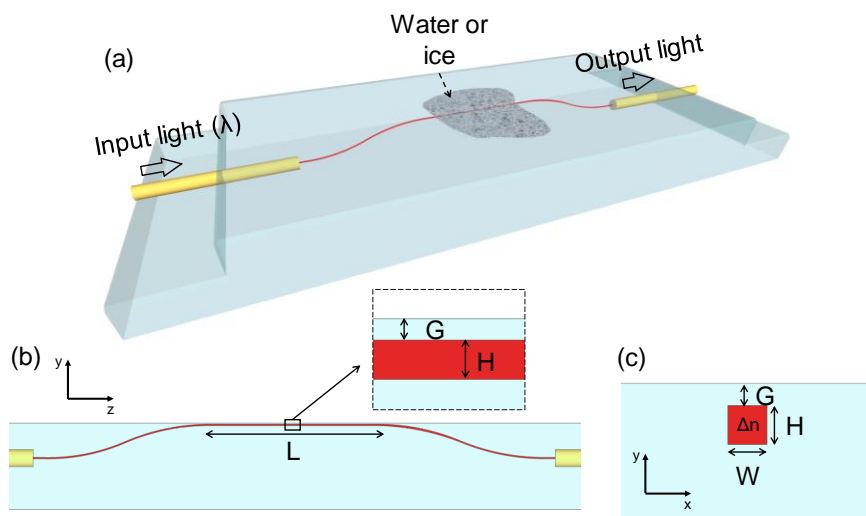 (a)
Water or
ice
Output light
Input light (λ)
(b)
y
z
G
H
L
(c)
G
Δn
H
W
y
x